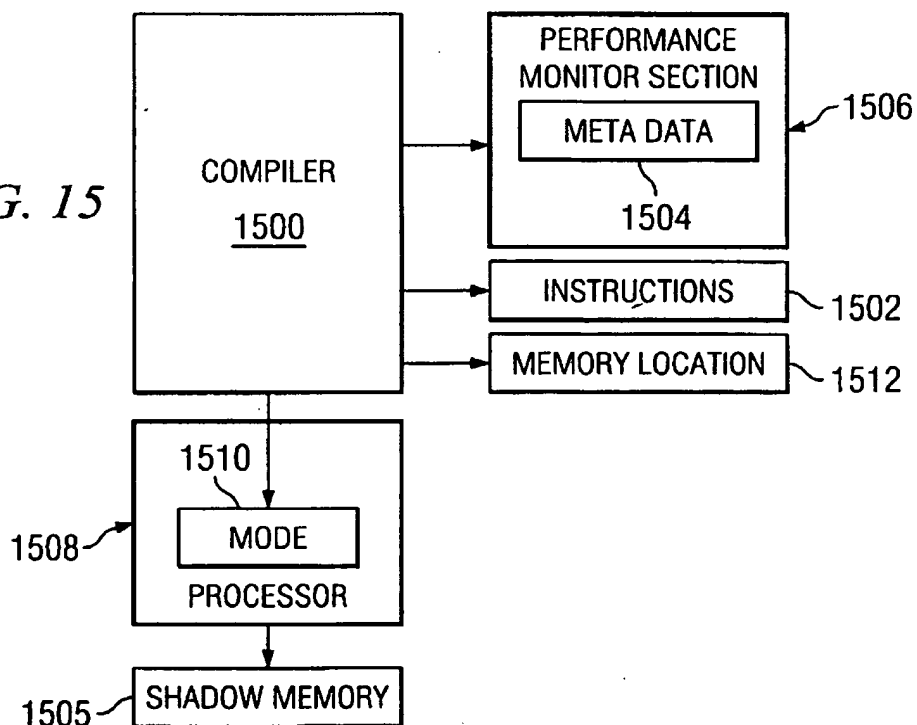 G. 15
COMPILER
1500
PERFORMANCE
MONITOR SECTION
META DATA
1504
1506
INSTRUCTIONS
1502
MEMORY LOCATION
1512
1510
MODE
PROCESSOR
1508
SHADOW MEMORY
1505